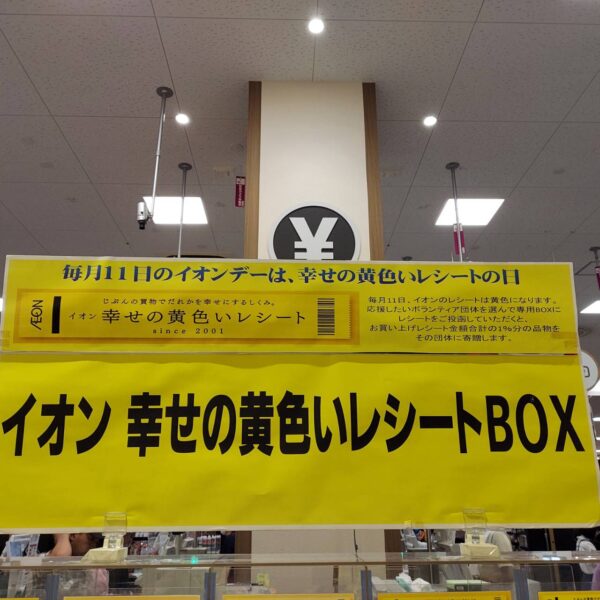 ¥
毎月11日のイオンデーは、幸せの黄色いレシートの日
ÆON
じぶんの買物でだれかを幸せにするしくみ。
イオン 幸せの黄色いレシート
since 2001
毎月11日、イオンのレシートは黄色になります。
応援したいボランティア団体を選んで専用BOXに
レシートをご投函していただくと、
お買い上げレシート金額合計の1%分の品物を
その団体に寄贈します。
イオン 幸せの黄色いレシートBOX